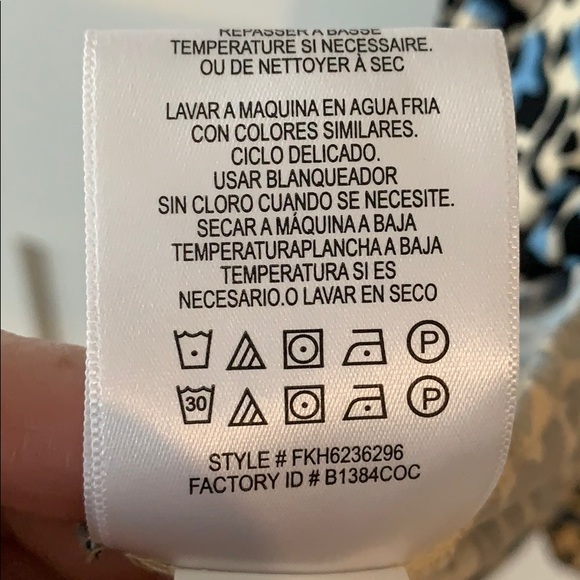 REPASSER A BASSE
TEMPERATURE SI NECESSAIRE.
OU DE NETTOYER À SEC
LAVAR A MAQUINA EN AGUA FRIA
CON COLORES SIMILARES.
CICLO DELICADO.
USAR BLANQUEADOR
SIN CLORO CUANDO SE NECESITE.
SECAR A MÁQUINA A BAJA
TEMPERATURAPLANCHA A BAJA
TEMPERATURA SI ES
NECESARIO.O LAVAR EN SECO
P
30 P
STYLE # FKH6236296
FACTORY ID # B1384COC